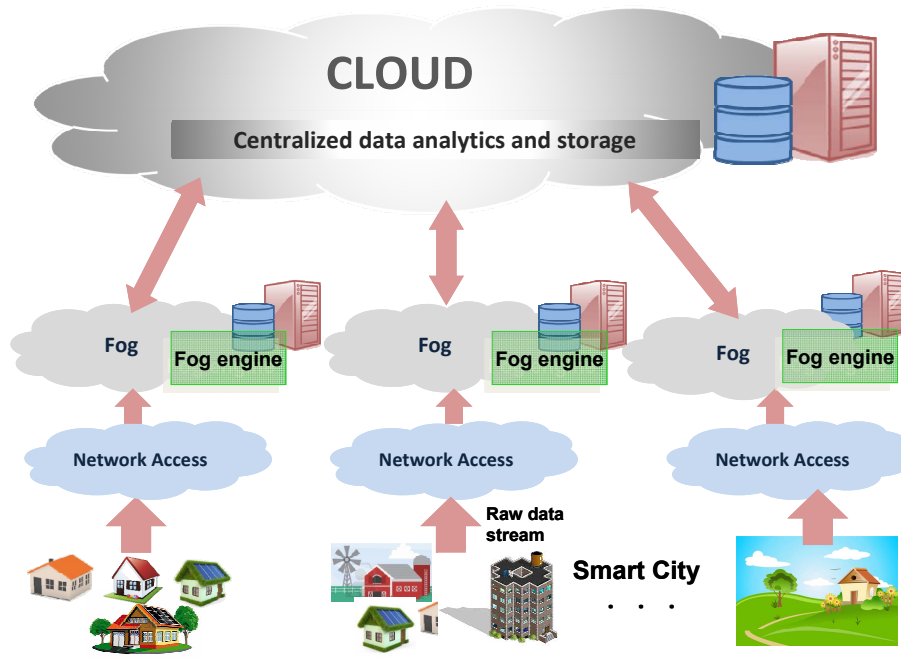 CLOUD
Centralized data analytics and storage
Fog
Fog engine
Fog
Fog engine
Fog
Fog engine
Network Access
Network Access
Network Access
Raw data
stream
Smart City
. . .